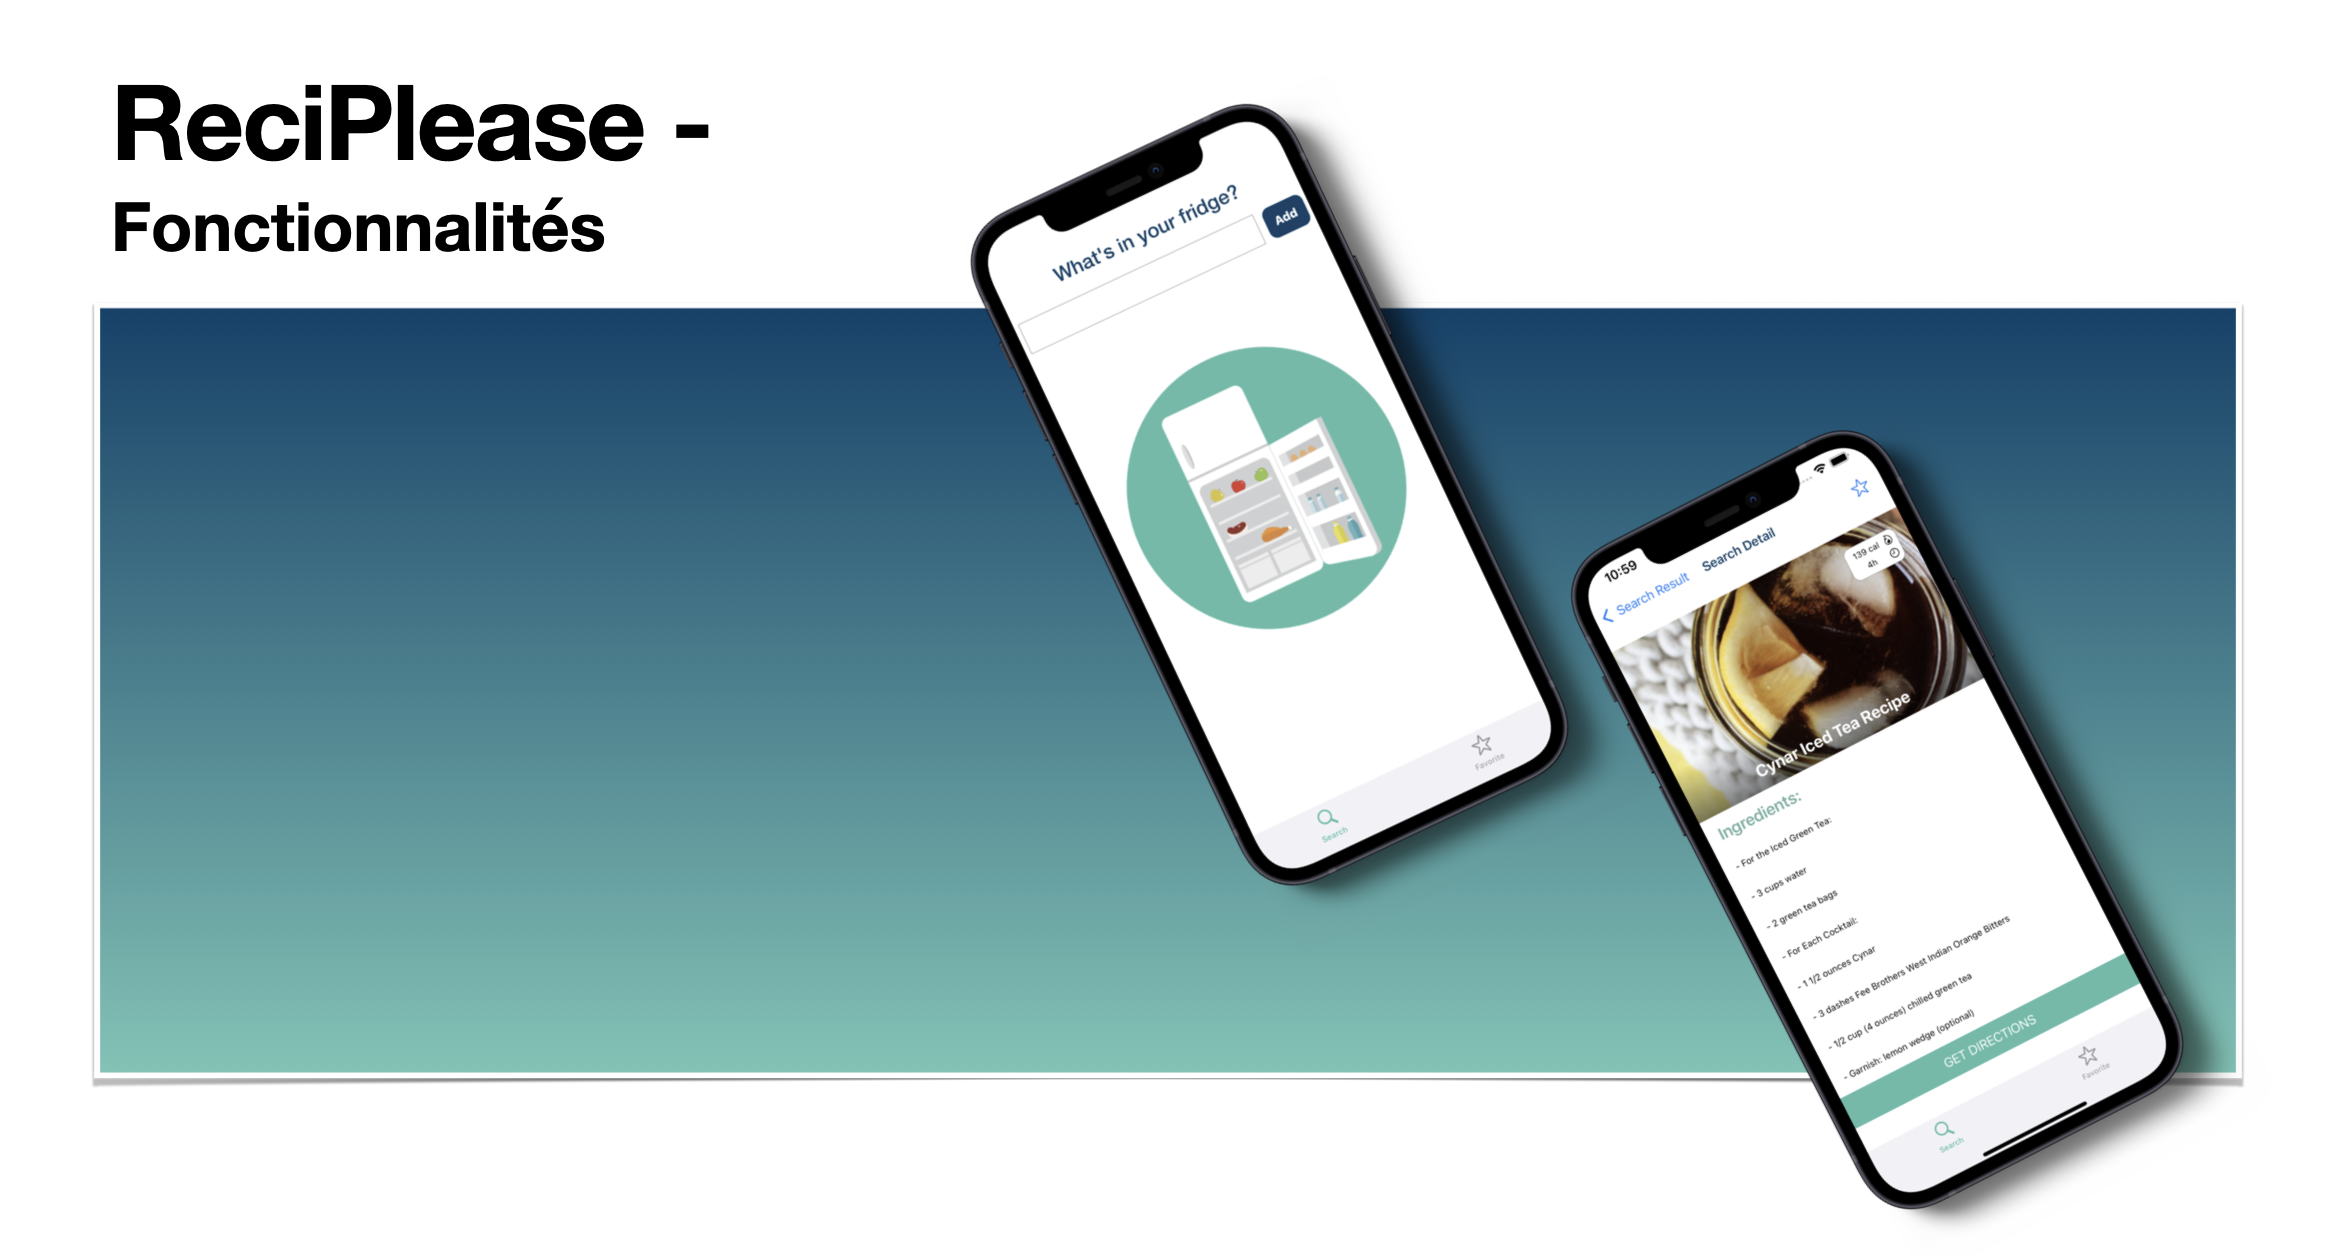 ReciPlease -
Fonctionnalités
What's in your fridge?
Add
Search
Favorite
10:59
Search Result
Search Detail
139 cal
4h
Cynar Iced Tea Recipe
Ingredients:
- For the Iced Green Tea:
- 3 cups water
- 2 green tea bags
- For Each Cocktail:
- 1 1/2 ounces Cynar
- 3 dashes Fee Brothers West Indian Orange Bitters
- 1/2 cup (4 ounces) chilled green tea
- Garnish: lemon wedge (optional)
GET DIRECTIONS
Search
Favorite